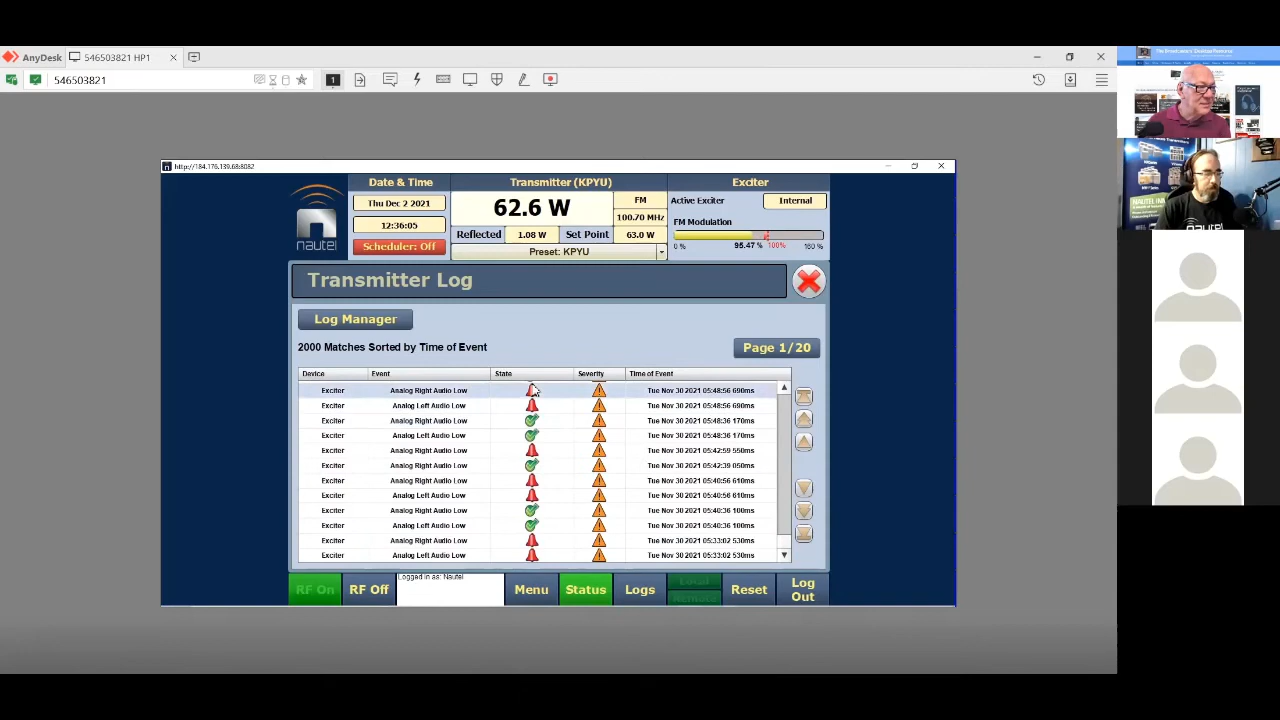 AnyDesk
546503821 HP1
546503821
1
http://184.176.139.63:8082
Date & Time
Transmitter (KPYU)
Exciter
nautel
Thu Dec 2 2021
12:36:05
Scheduler: Off
62.6 W
FM
100.70 MHz
Reflected
1.08 W
Set Point
63.0 W
Preset: KPYU
Active Exciter
Internal
FM Modulation
0 %
95.47 %
100%
150 %
Transmitter Log
Log Manager
2000 Matches Sorted by Time of Event
Page 1/20
Device Event State Severity Time of Event
Exciter Analog Right Audio Low Tue Nov 30 2021 05:48:56 690ms
Exciter Analog Left Audio Low Tue Nov 30 2021 05:48:56 690ms
Exciter Analog Right Audio Low Tue Nov 30 2021 05:48:36 170ms
Exciter Analog Left Audio Low Tue Nov 30 2021 05:48:36 170ms
Exciter Analog Right Audio Low Tue Nov 30 2021 05:42:59 550ms
Exciter Analog Right Audio Low Tue Nov 30 2021 05:42:39 050ms
Exciter Analog Right Audio Low Tue Nov 30 2021 05:40:56 610ms
Exciter Analog Left Audio Low Tue Nov 30 2021 05:40:56 610ms
Exciter Analog Right Audio Low Tue Nov 30 2021 05:40:36 100ms
Exciter Analog Left Audio Low Tue Nov 30 2021 05:40:36 100ms
Exciter Analog Right Audio Low Tue Nov 30 2021 05:33:02 530ms
Exciter Analog Left Audio Low Tue Nov 30 2021 05:33:02 530ms
RF On
RF Off
Logged in as: Nautel
Menu
Status
Logs
Local
Remote
Reset
Log
Out
The Broadcasters' Desktop Resource
nautel